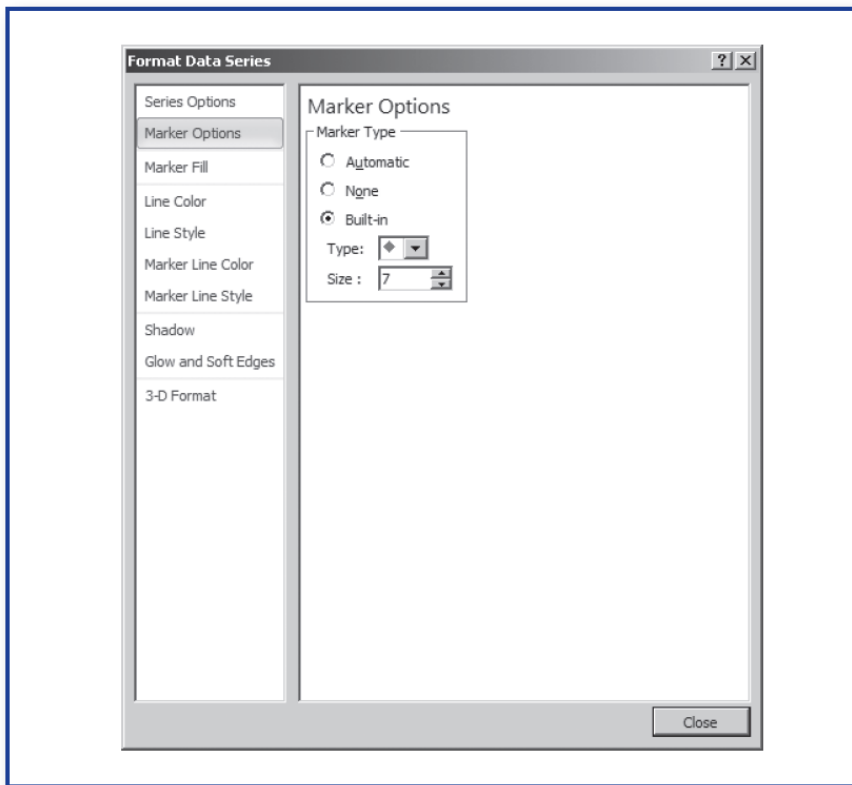 Format Data Series
Series Options
Marker Options
Marker Fill
Line Color
Line Style
Marker Line Color
Marker Line Style
Shadow
Glow and Soft Edges
3-D Format
Marker Options
Marker Type
Automatic
None
Built-in
Type:
Size : 7
Close